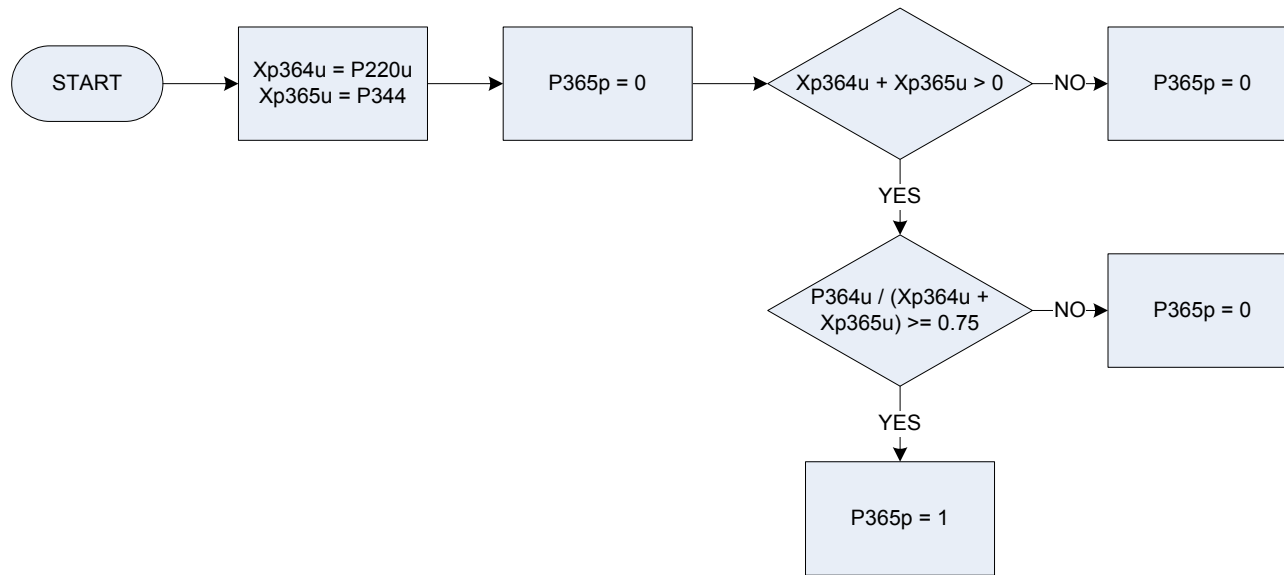 START
Xp364u = P220u
Xp365u = P344
P365p = 0
Xp364u + Xp365u > 0
NO
P365p = 0
YES
P364u / (Xp364u +
Xp365u) >= 0.75
NO
P365p = 0
YES
P365p = 1